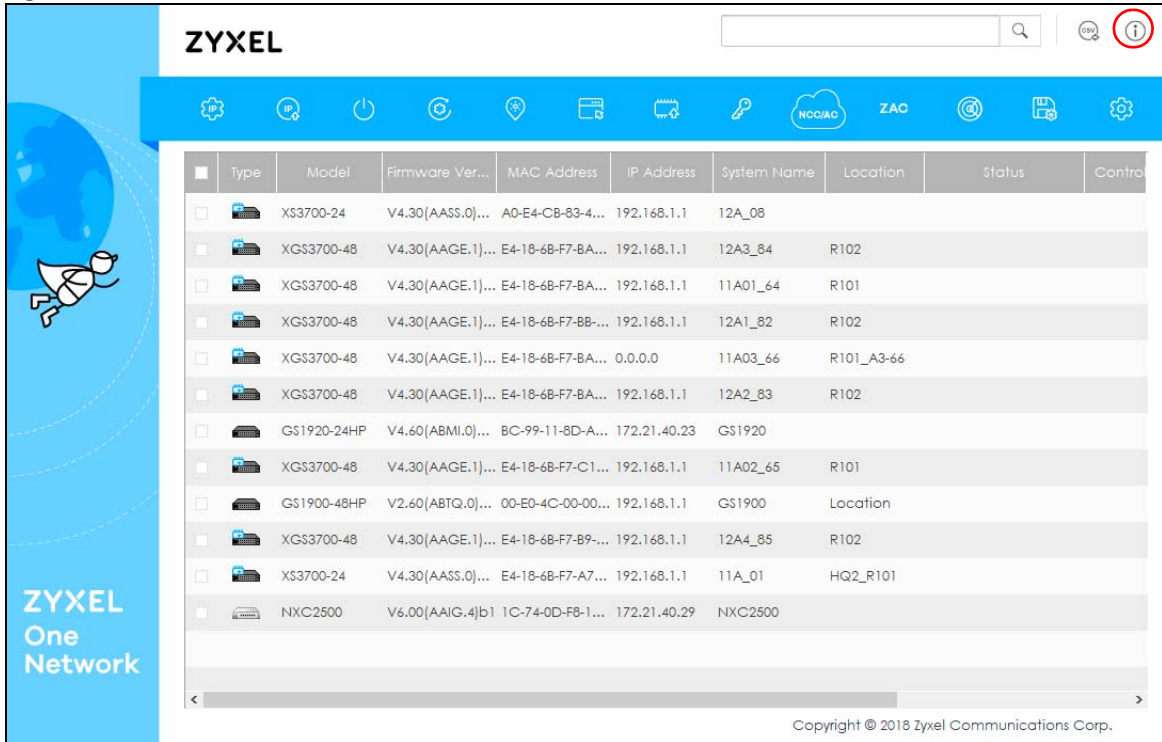 ZYXEL
CSV
IP
IP
NCC/AC
ZAC
Type Model Firmware Ver... MAC Address IP Address System Name Location Status Control
XS3700-24 V4.30(AASS.0)... A0-E4-CB-83-4... 192.168.1.1 12A_08
XGS3700-48 V4.30(AAGE.1)... E4-18-6B-F7-BA... 192.168.1.1 12A3_84 R102
XGS3700-48 V4.30(AAGE.1)... E4-18-6B-F7-BA... 192.168.1.1 11A01_64 R101
XGS3700-48 V4.30(AAGE.1)... E4-18-6B-F7-BB-... 192.168.1.1 12A1_82 R102
XGS3700-48 V4.30(AAGE.1)... E4-18-6B-F7-BA... 0.0.0.0 11A03_66 R101_A3-66
XGS3700-48 V4.30(AAGE.1)... E4-18-6B-F7-BA... 192.168.1.1 12A2_83 R102
GS1920-24HP V4.60(ABMI.0)... BC-99-11-8D-A... 172.21.40.23 GS1920
XGS3700-48 V4.30(AAGE.1)... E4-18-6B-F7-C1... 192.168.1.1 11A02_65 R101
GS1900-48HP V2.60(ABTQ.0)... 00-E0-4C-00-00... 192.168.1.1 GS1900 Location
XGS3700-48 V4.30(AAGE.1)... E4-18-6B-F7-B9-... 192.168.1.1 12A4_85 R102
XS3700-24 V4.30(AASS.0)... E4-18-6B-F7-A7... 192.168.1.1 11A_01 HQ2_R101
NXC2500 V6.00(AAIG.4)b1 1C-74-0D-F8-1... 172.21.40.29 NXC2500
ZYXEL
One
Network
Copyright © 2018 Zyxel Communications Corp.